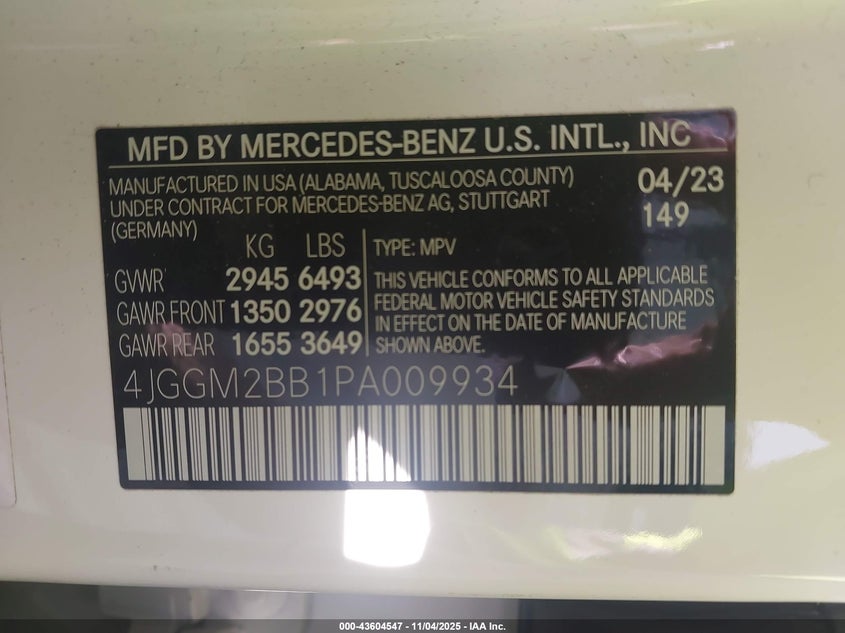 MFD BY MERCEDES-BENZ U.S. INTL., INC
MANUFACTURED IN USA (ALABAMA, TUSCALOOSA COUNTY)
UNDER CONTRACT FOR MERCEDES-BENZ AG, STUTTGART
(GERMANY)
04/23
149
KG LBS
GVWR 2945 6493
GAWR FRONT 1350 2976
GAWR REAR 1655 3649
TYPE: MPV
THIS VEHICLE CONFORMS TO ALL APPLICABLE
FEDERAL MOTOR VEHICLE SAFETY STANDARDS
IN EFFECT ON THE DATE OF MANUFACTURE
SHOWN ABOVE.
4JGGM2BB1PA009934
000-43604547 - 11/04/2025 - IAA Inc.